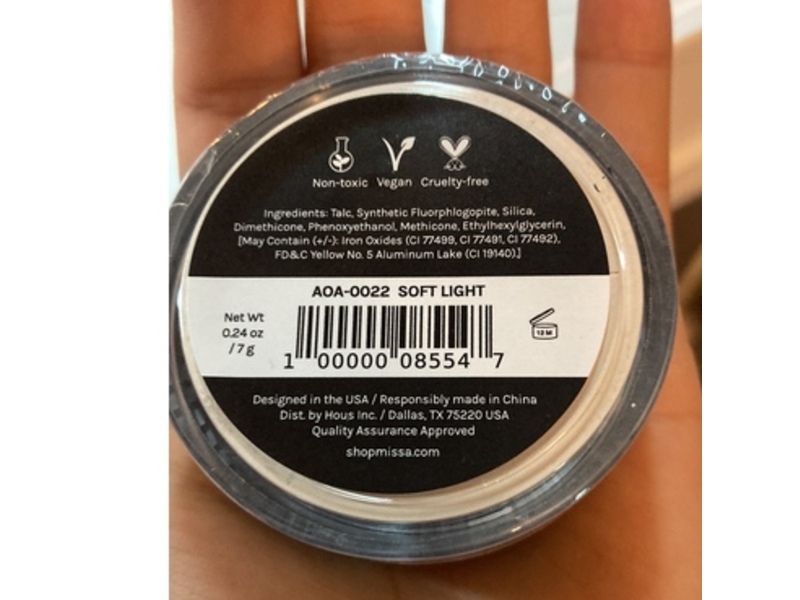 Non-toxic Vegan Cruelty-free
Ingredients: Talc, Synthetic Fluorphlogopite, Silica,
Dimethicone, Phenoxyethanol, Methicone, Ethylhexylglycerin,
[May Contain (+/-): Iron Oxides (CI 77499, CI 77491, CI 77492),
FD&C Yellow No. 5 Aluminum Lake (CI 19140).]
AOA-0022 SOFT LIGHT
Net Wt
0.24 oz
/ 7 g
1 00000 08554 7
12 M
Designed in the USA / Responsibly made in China
Dist. by Hous Inc. / Dallas, TX 75220 USA
Quality Assurance Approved
shopmissa.com